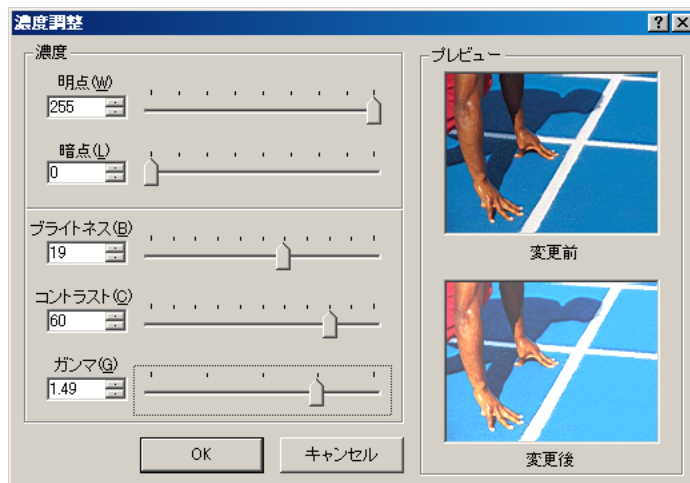 濃度調整
濃度
明点(W)
255
暗点(L)
0
ブライトネス(B)
19
コントラスト(C)
60
ガンマ(G)
1.49
OK
キャンセル
プレビュー
変更前
変更後